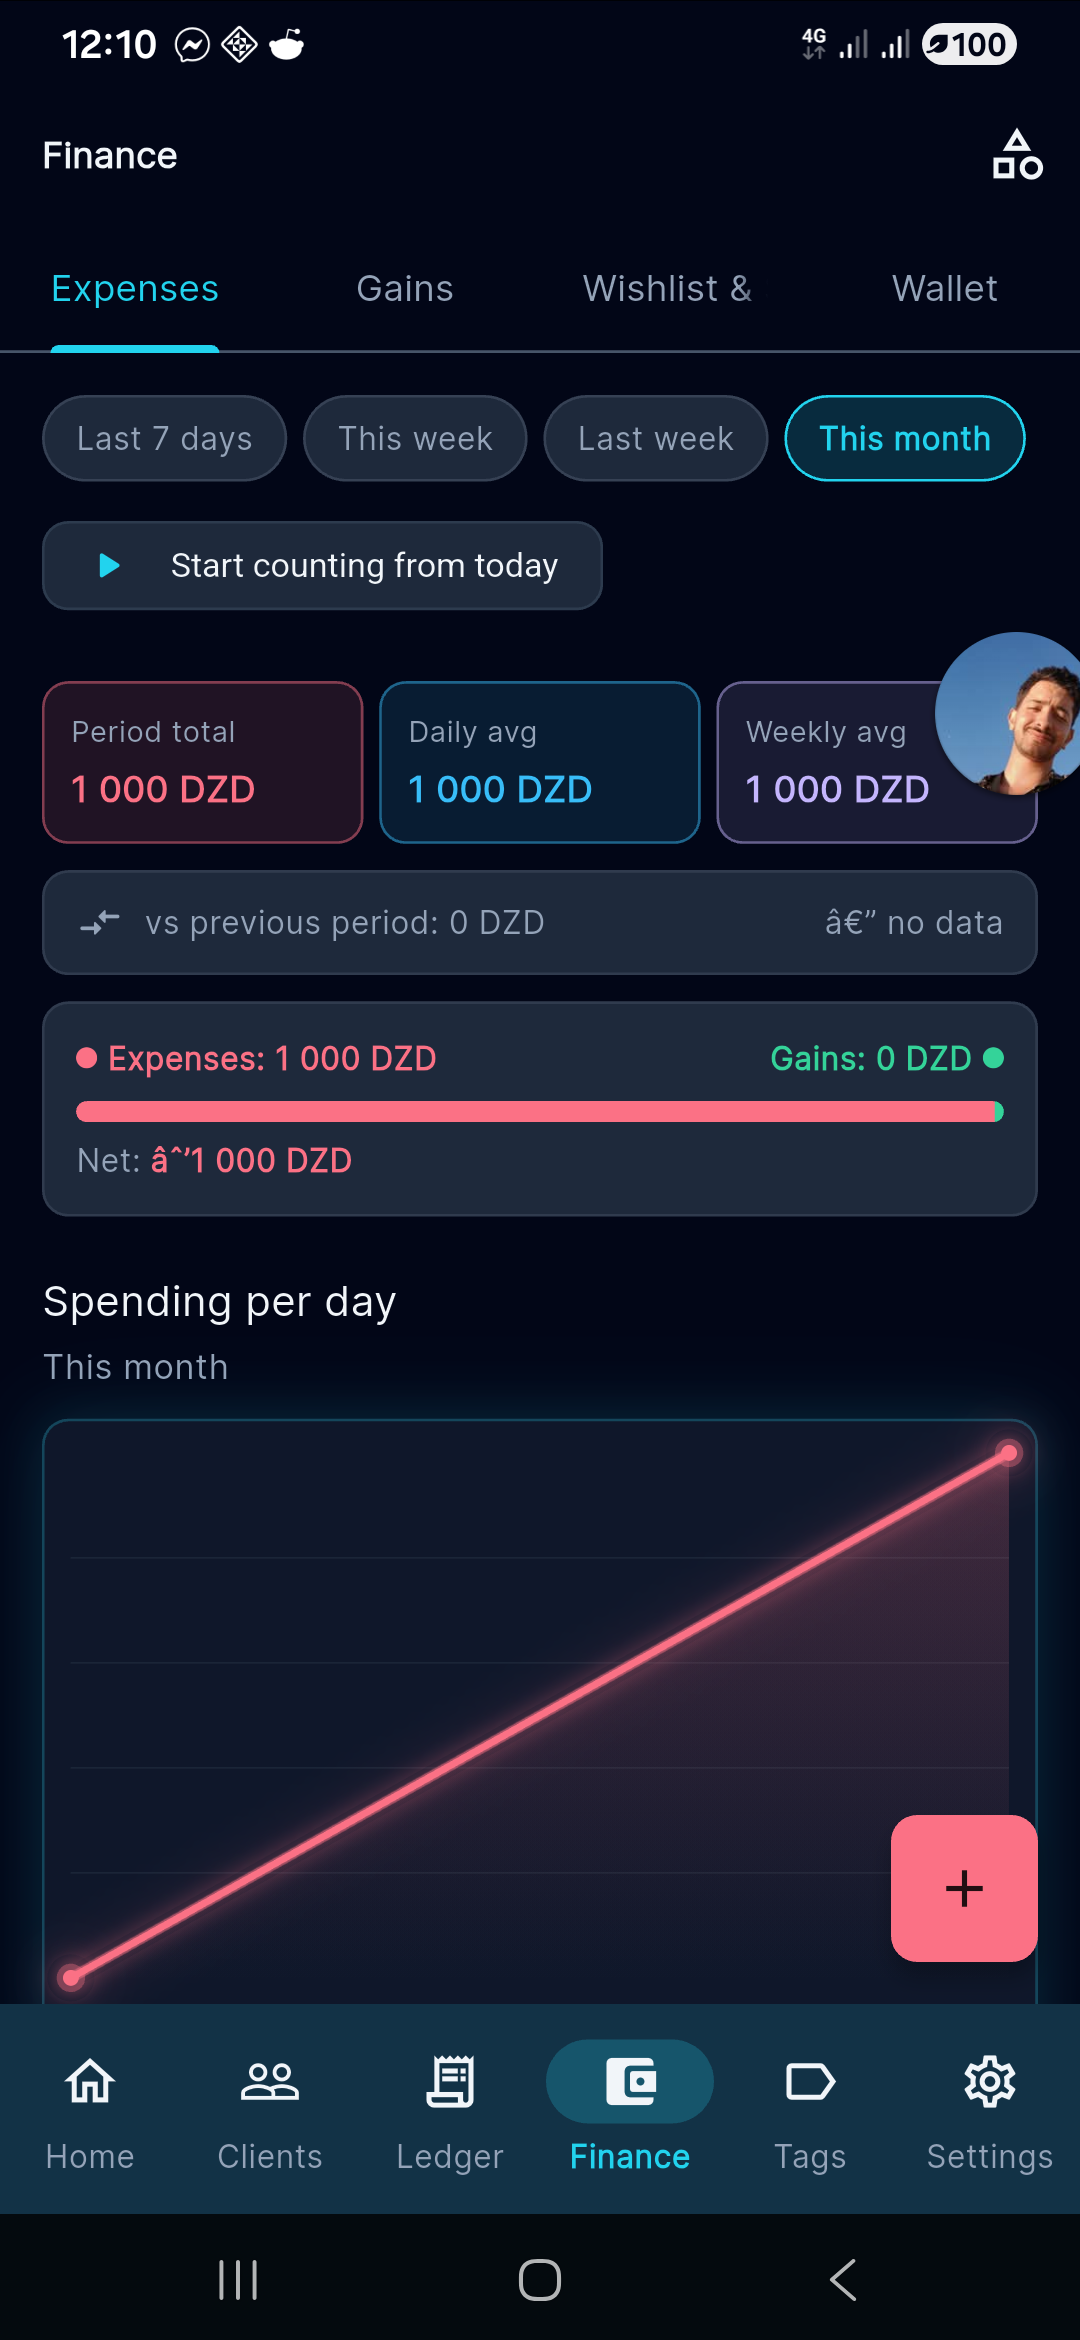 12:10
4G
100
Finance
Expenses Gains Wishlist & Wallet
Last 7 days This week Last week This month
Start counting from today
Period total Daily avg Weekly avg
1 000 DZD 1 000 DZD 1 000 DZD
vs previous period: 0 DZD â€” no data
Expenses: 1 000 DZD Gains: 0 DZD
Net: âˆ’1 000 DZD
Spending per day
This month
Home Clients Ledger Finance Tags Settings